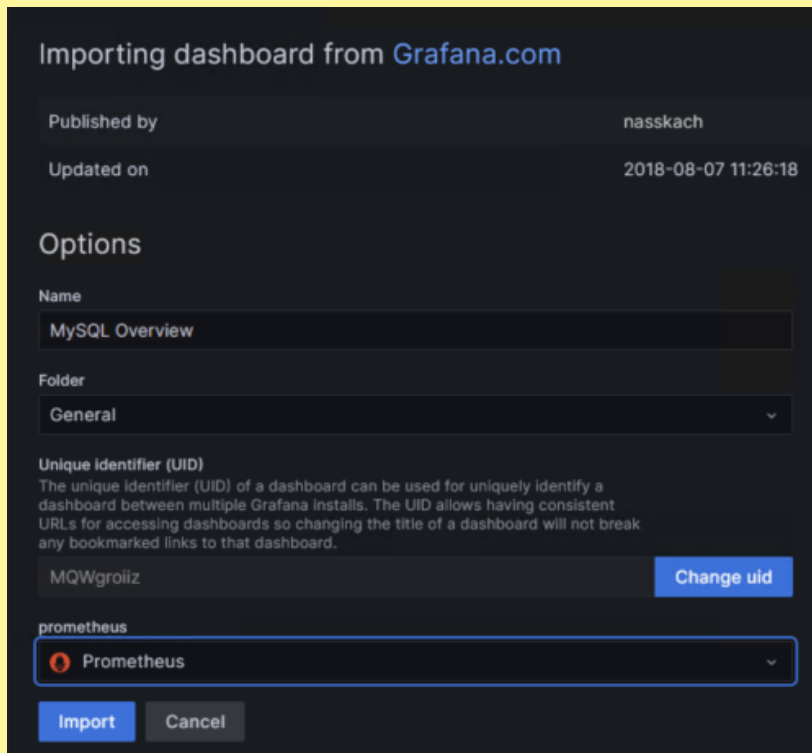 Importing dashboard from Grafana.com
Published by nasskach
Updated on 2018-08-07 11:26:18
Options
Name
MySQL Overview
Folder
General
Unique identifier (UID)
The unique identifier (UID) of a dashboard can be used for uniquely identify a
dashboard between multiple Grafana installs. The UID allows having consistent
URLs for accessing dashboards so changing the title of a dashboard will not break
any bookmarked links to that dashboard.
MQWgroiiz Change uid
prometheus
Prometheus
Import Cancel